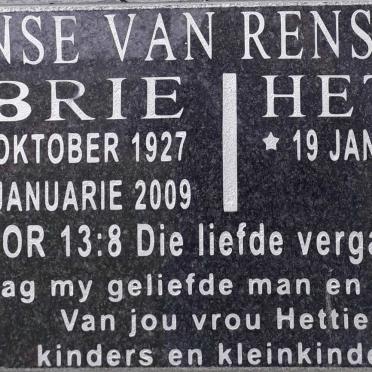 NSE VAN RENS
BRIE HET
OKTOBER 1927 ★ 19 JAN
JANUARIE 2009
OR 13:8 Die liefde verga
ag my geliefde man en
Van jou vrou Hettie
kinders en kleinkinde